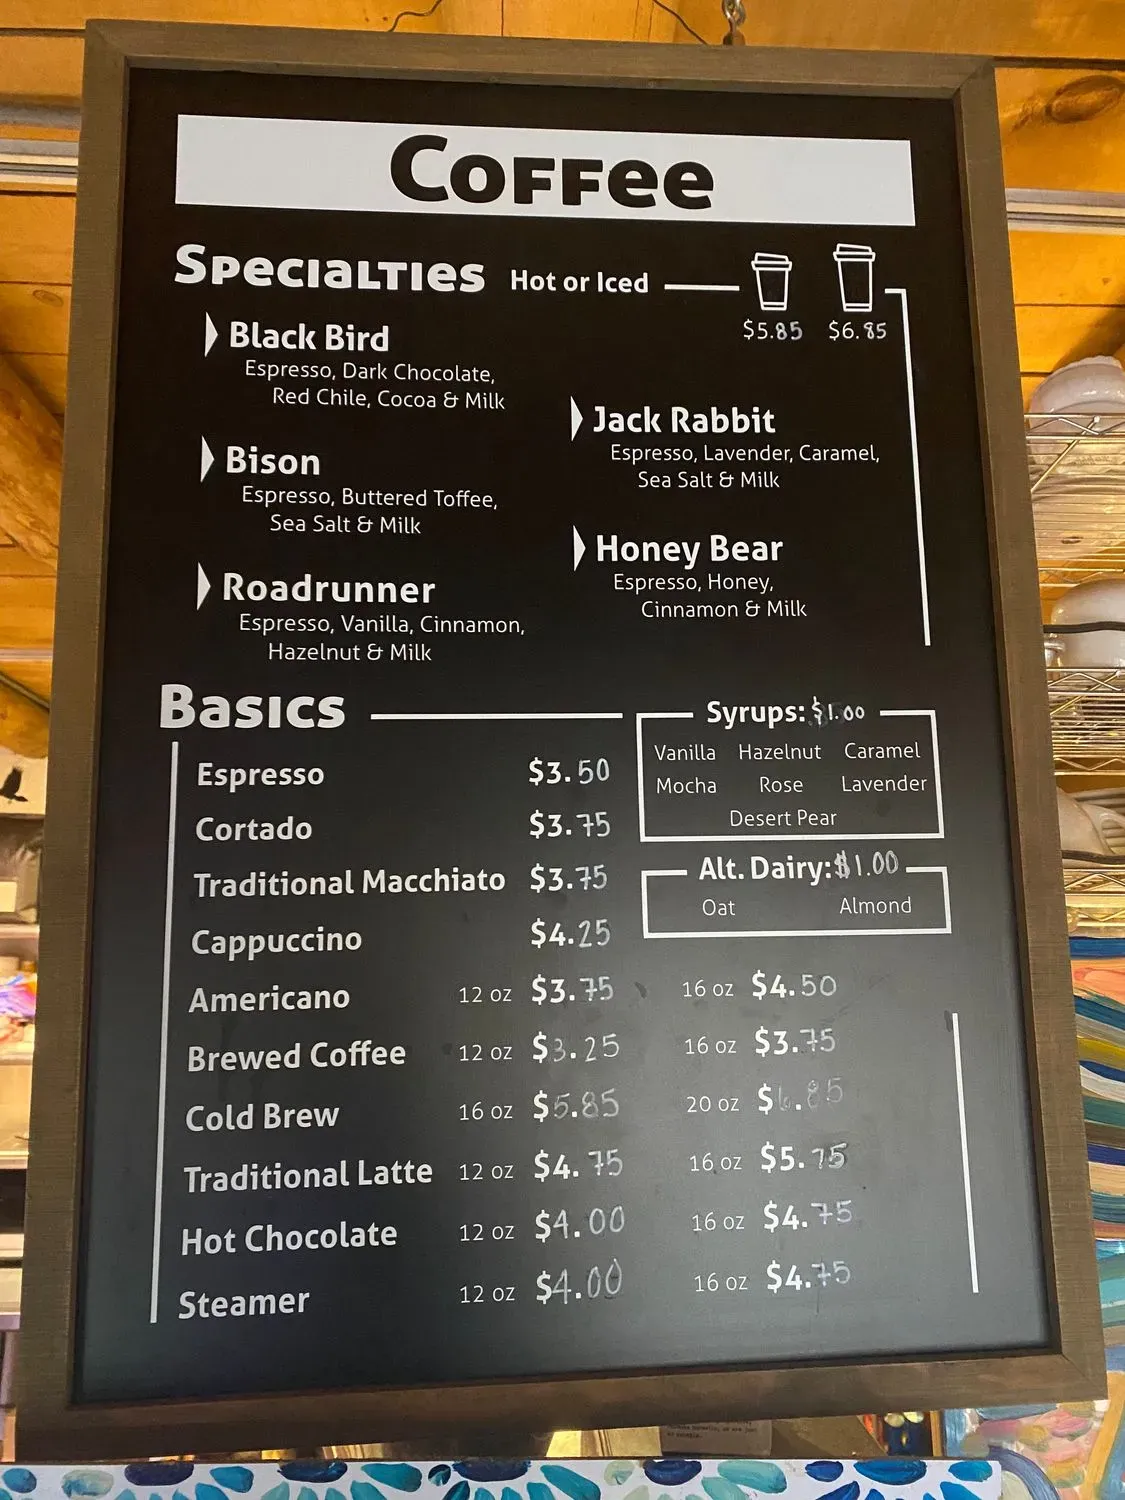 Coffee
Specialties Hot or Iced
$5.85 $6.85
Black Bird
Espresso, Dark Chocolate,
Red Chile, Cocoa & Milk
Bison
Espresso, Buttered Toffee,
Sea Salt & Milk
Roadrunner
Espresso, Vanilla, Cinnamon,
Hazelnut & Milk
Jack Rabbit
Espresso, Lavender, Caramel,
Sea Salt & Milk
Honey Bear
Espresso, Honey,
Cinnamon & Milk
Basics
Espresso $3.50
Cortado $3.75
Traditional Macchiato $3.75
Cappuccino $4.25
Americano 12 oz $3.75 16 oz $4.50
Brewed Coffee 12 oz $3.25 16 oz $3.75
Cold Brew 16 oz $5.85 20 oz $6.85
Traditional Latte 12 oz $4.75 16 oz $5.75
Hot Chocolate 12 oz $4.00 16 oz $4.75
Steamer 12 oz $4.00 16 oz $4.75
Syrups: $1.00
Vanilla Hazelnut Caramel
Mocha Rose Lavender
Desert Pear
Alt. Dairy: $1.00
Oat Almond